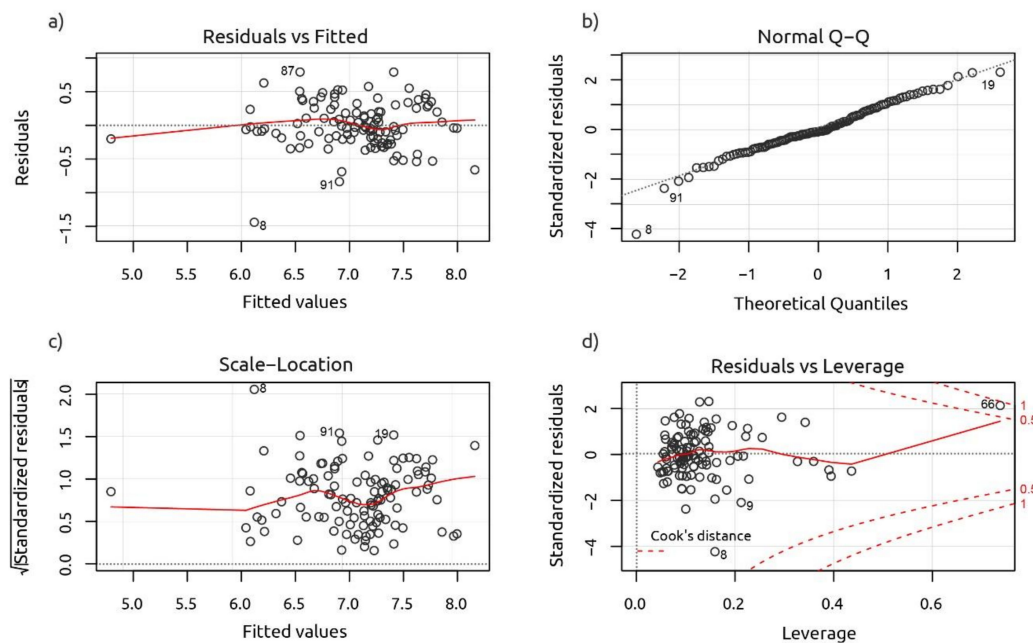 a)
Residuals vs Fitted
87
91
8
Residuals
0.5
−0.5
−1.5
5.0 5.5 6.0 6.5 7.0 7.5 8.0
Fitted values
b)
Normal Q−Q
19
91
8
Standardized residuals
2
0
−2
−4
−2 −1 0 1 2
Theoretical Quantiles
c)
Scale−Location
8
91 19
√|Standardized residuals|
2.0
1.5
1.0
0.5
0.0
5.0 5.5 6.0 6.5 7.0 7.5 8.0
Fitted values
d)
Residuals vs Leverage
66
1
0.5
9
0.5
1
Cook's distance
8
Standardized residuals
2
0
−2
−4
0.0 0.2 0.4 0.6
Leverage